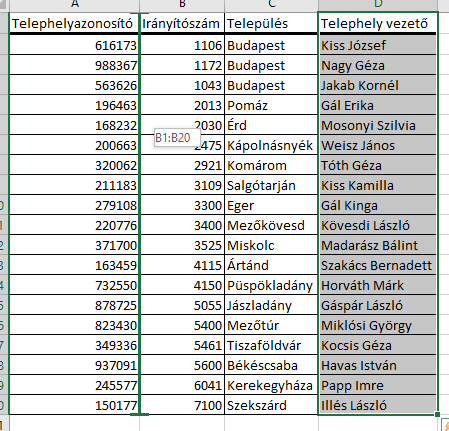 A B C D
Telephelyazonosító Irányítószám Település Telephely vezető
616173 1106 Budapest Kiss József
988367 1172 Budapest Nagy Géza
563626 1043 Budapest Jakab Kornél
196463 2013 Pomáz Gál Erika
168232 2030 Érd Mosonyi Szilvia
B1:B20
200663 2475 Kápolnásnyék Weisz János
320062 2921 Komárom Tóth Géza
211183 3109 Salgótarján Kiss Kamilla
279108 3300 Eger Gál Kinga
220776 3400 Mezőkövesd Kövesdi László
371700 3525 Miskolc Madarász Bálint
163459 4115 Ártánd Szakács Bernadett
732550 4150 Püspökladány Horváth Márk
878725 5055 Jászladány Gáspár László
823430 5400 Mezőtúr Miklósi György
349336 5461 Tiszaföldvár Kocsis Géza
937091 5600 Békéscsaba Havas István
245577 6041 Kerekegyháza Papp Imre
150177 7100 Szekszárd Illés László